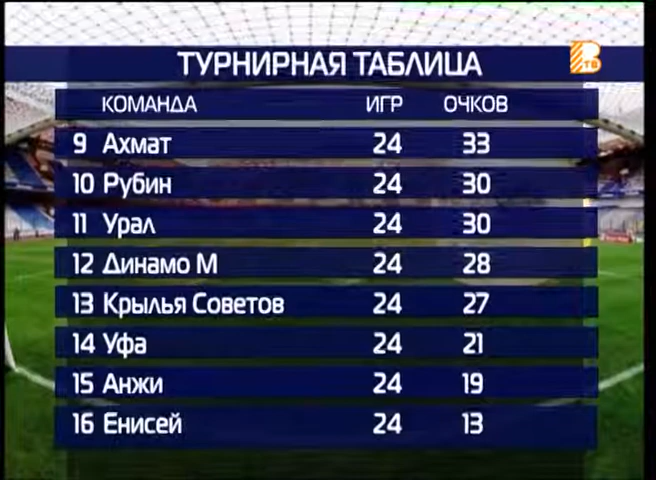 ТУРНИРНАЯ ТАБЛИЦА
ТВ
КОМАНДА ИГР ОЧКОВ
9 Ахмат 24 33
10 Рубин 24 30
11 Урал 24 30
12 Динамо М 24 28
13 Крылья Советов 24 27
14 Уфа 24 21
15 Анжи 24 19
16 Енисей 24 13